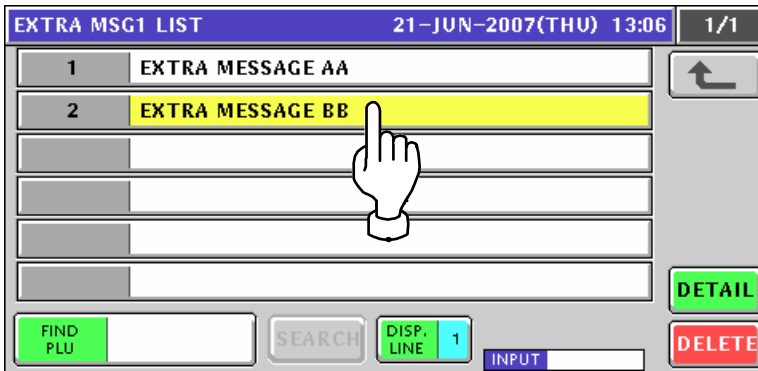 EXTRA MSG1 LIST 21-JUN-2007(THU) 13:06 1/1
1 EXTRA MESSAGE AA
2 EXTRA MESSAGE BB
DETAIL
FIND PLU
SEARCH
DISP. LINE 1
INPUT
DELETE